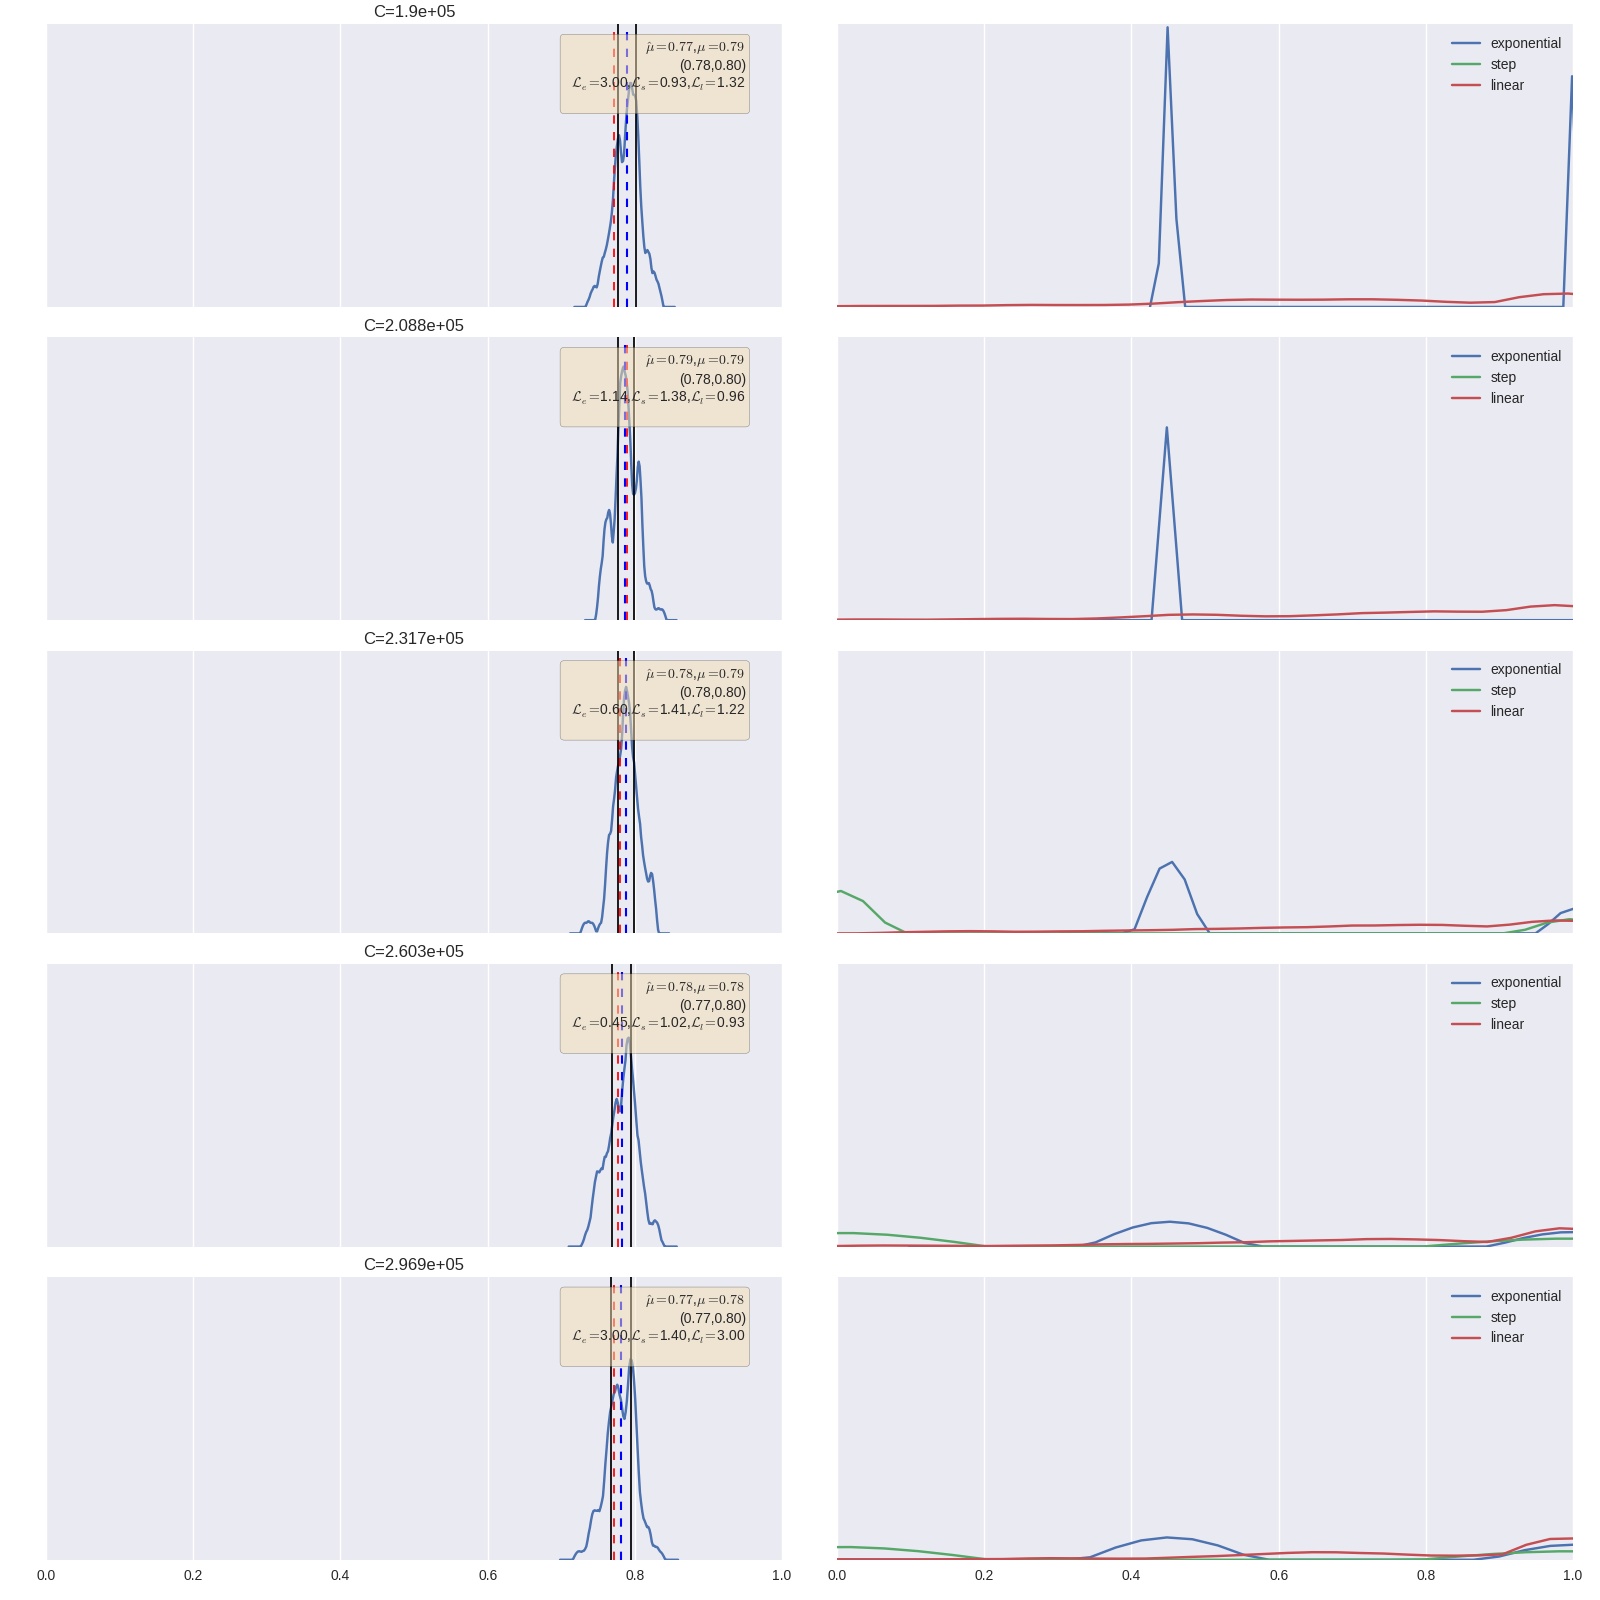 C=1.9e+05
μ̂=0.77,μ=0.79
(0.78,0.80)
ℒₑ=3.00,ℒₛ=0.93,ℒₗ=1.32
exponential
step
linear
C=2.088e+05
μ̂=0.79,μ=0.79
(0.78,0.80)
ℒₑ=1.14,ℒₛ=1.38,ℒₗ=0.96
exponential
step
linear
C=2.317e+05
μ̂=0.78,μ=0.79
(0.78,0.80)
ℒₑ=0.60,ℒₛ=1.41,ℒₗ=1.22
exponential
step
linear
C=2.603e+05
μ̂=0.78,μ=0.78
(0.77,0.80)
ℒₑ=0.45,ℒₛ=1.02,ℒₗ=0.93
exponential
step
linear
C=2.969e+05
μ̂=0.77,μ=0.78
(0.77,0.80)
ℒₑ=3.00,ℒₛ=1.40,ℒₗ=3.00
exponential
step
linear
0.0 0.2 0.4 0.6 0.8 1.0
0.0 0.2 0.4 0.6 0.8 1.0